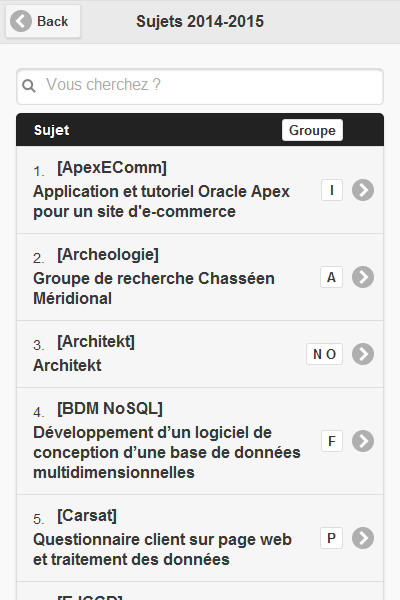 Back
Sujets 2014-2015
Vous cherchez ?
Sujet
Groupe
1. [ApexEComm]
Application et tutoriel Oracle Apex
pour un site d'e-commerce
I
2. [Archeologie]
Groupe de recherche Chasséen
Méridional
A
3. [Architekt]
Architekt
N O
4. [BDM NoSQL]
Développement d’un logiciel de
conception d’une base de données
multidimensionnelles
F
5. [Carsat]
Questionnaire client sur page web
et traitement des données
P